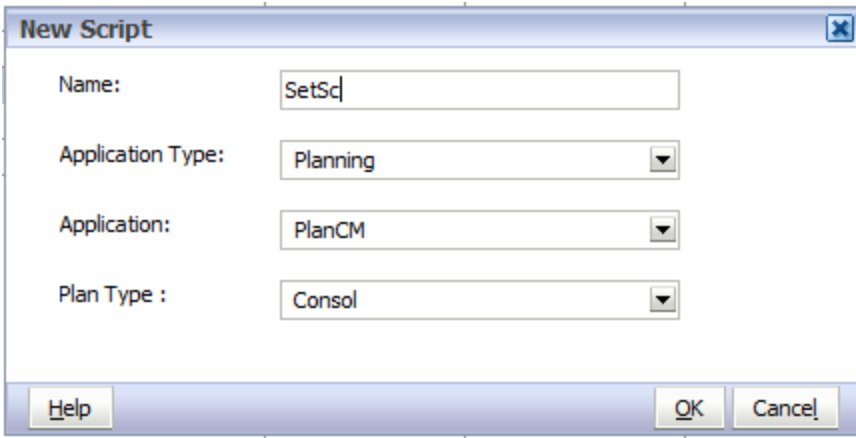 New Script
Name: SetSc
Application Type: Planning
Application: PlanCM
Plan Type : Consol
Help OK Cancel